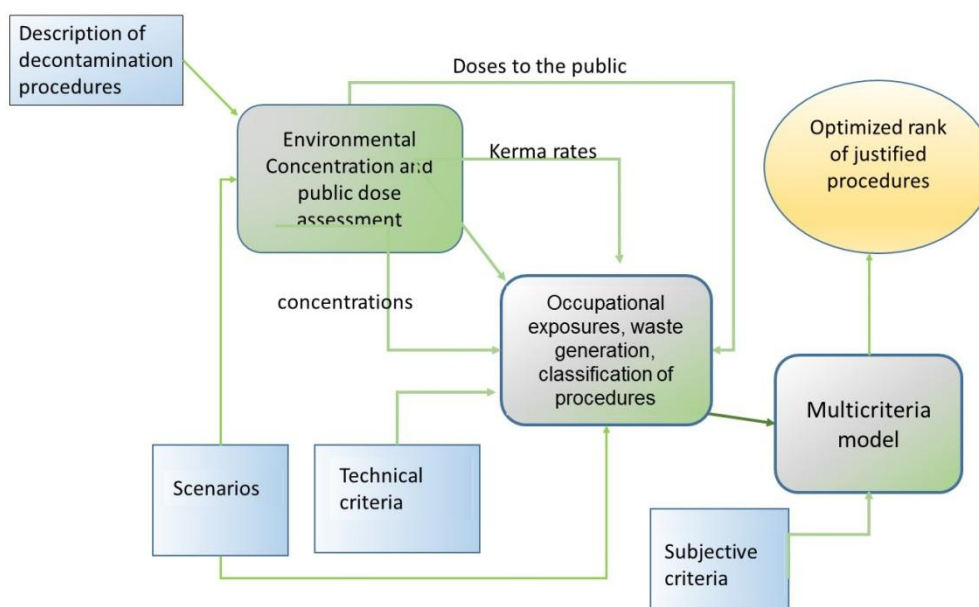 Description of
decontamination
procedures
Doses to the public
Environmental
Concentration and
public dose
assessment
Kerma rates
Optimized rank
of justified
procedures
concentrations
Occupational
exposures, waste
generation,
classification of
procedures
Multicriteria
model
Scenarios
Technical
criteria
Subjective
criteria